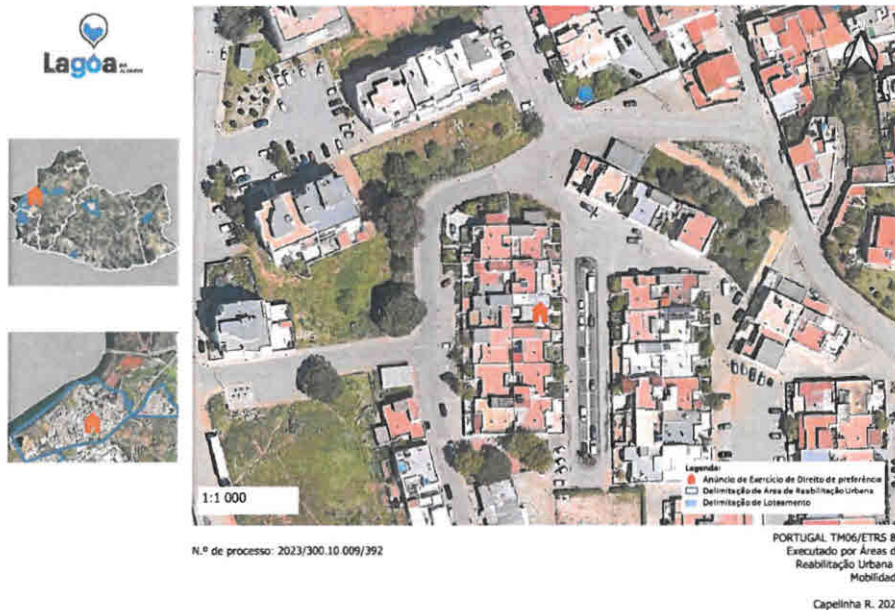 Lagoa
DO ALGARVE
1:1 000
Legenda:
Anúncio de Exercício de Direito de preferência
Delimitação de Área de Reabilitação Urbana
Delimitação de Loteamento
N.º de processo: 2023/300.10.009/392
PORTUGAL TM06/ETRS 8
Executado por Áreas d
Reabilitação Urbana
Mobilidad
Capelinha R. 202